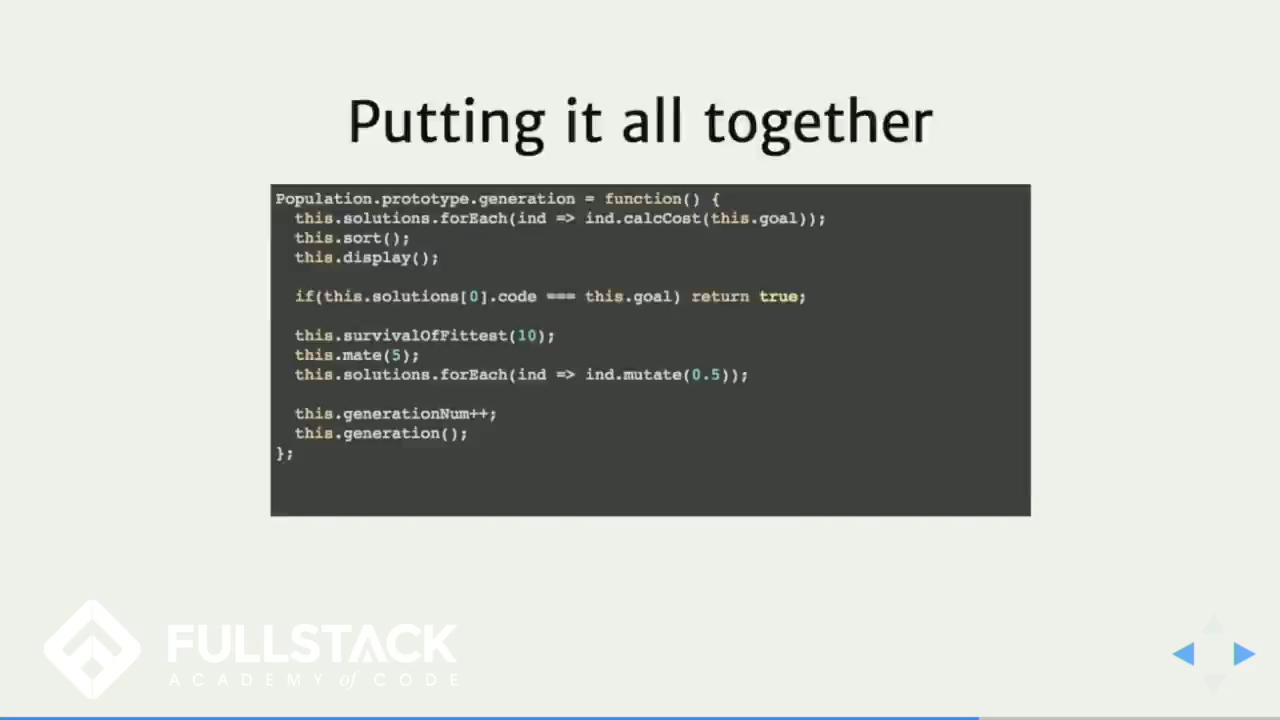 Putting it all together
Population.prototype.generation = function() {
  this.solutions.forEach(ind => ind.calcCost(this.goal));
  this.sort();
  this.display();
  if(this.solutions[0].code === this.goal) return true;
  this.survivalOfFittest(10);
  this.mate(5);
  this.solutions.forEach(ind => ind.mutate(0.5));
  this.generationNum++;
  this.generation();
};
FULLSTACK
ACADEMY of CODE